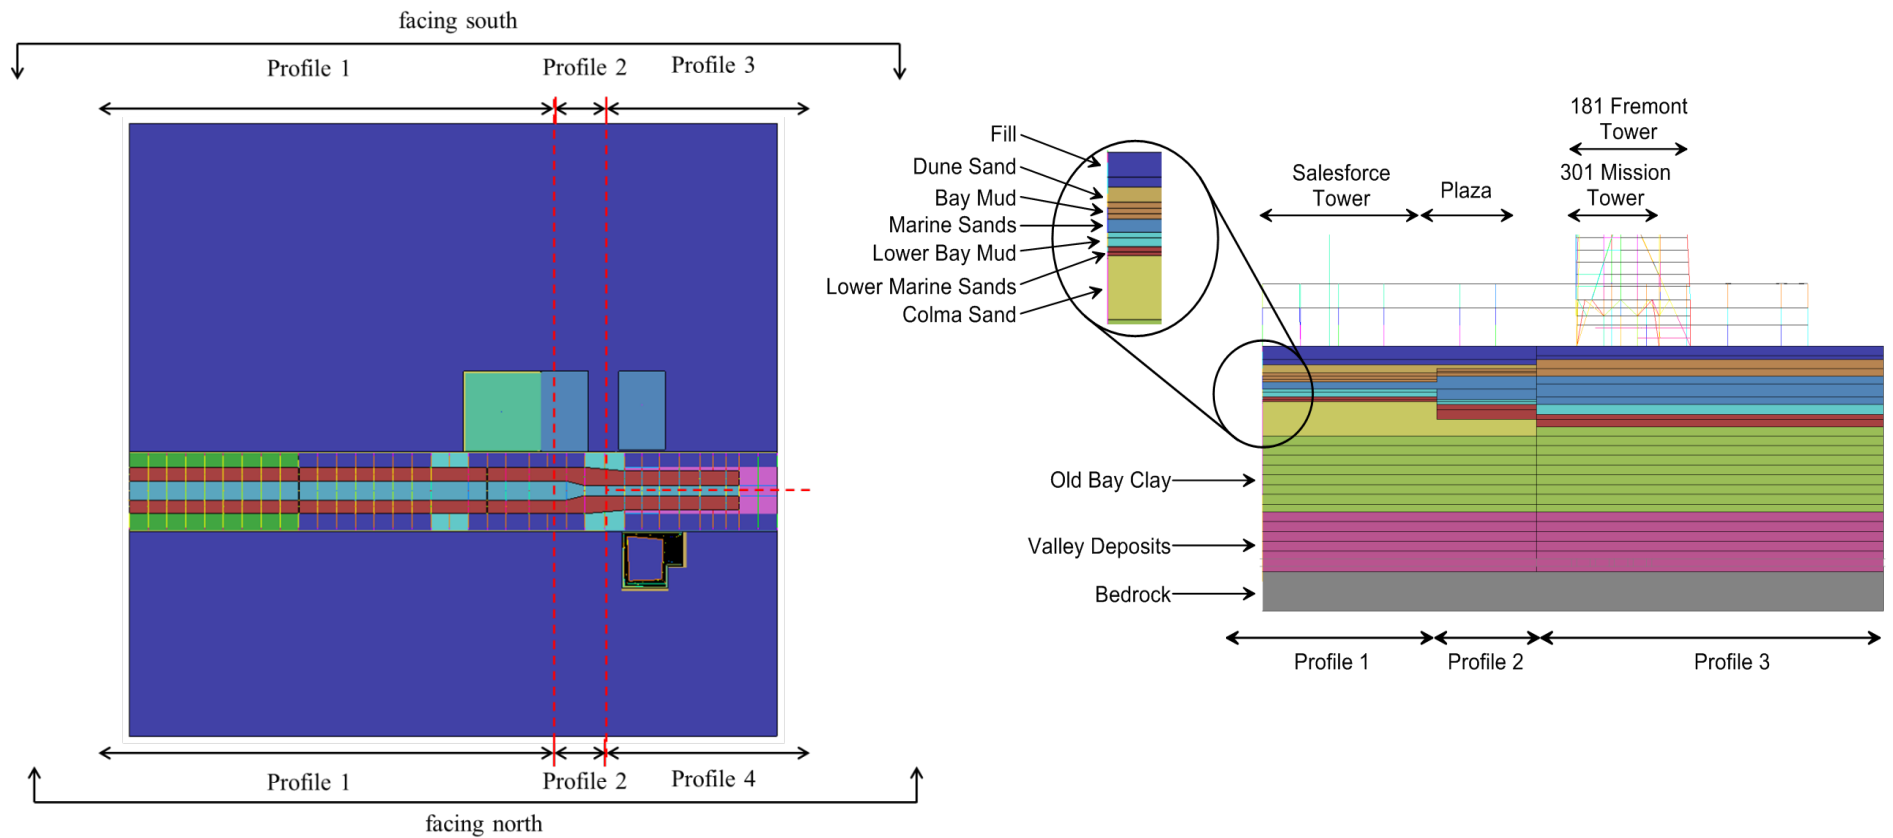 facing south
Profile 1
Profile 2
Profile 3
Profile 1
Profile 2
Profile 4
facing north
Fill
Dune Sand
Bay Mud
Marine Sands
Lower Bay Mud
Lower Marine Sands
Colma Sand
Old Bay Clay
Valley Deposits
Bedrock
Salesforce
Tower
Plaza
181 Fremont
Tower
301 Mission
Tower
Profile 1
Profile 2
Profile 3